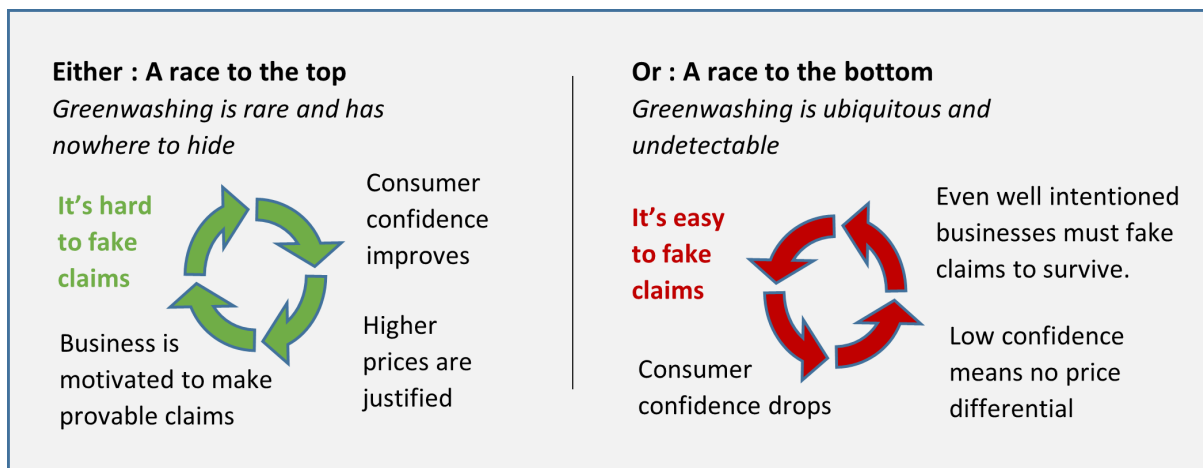 Either : A race to the top
Greenwashing is rare and has
nowhere to hide
It's hard
to fake
claims
Consumer
confidence
improves
Higher
prices are
justified
Business is
motivated to make
provable claims
Or : A race to the bottom
Greenwashing is ubiquitous and
undetectable
It's easy
to fake
claims
Consumer
confidence drops
Low confidence
means no price
differential
Even well intentioned
businesses must fake
claims to survive.